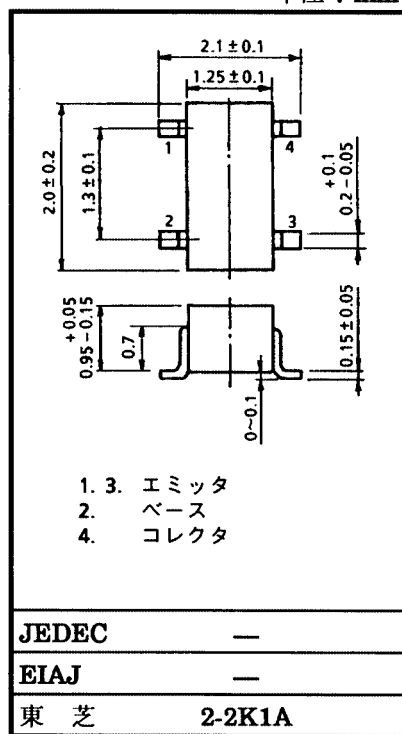 2.1±0.1
1.25±0.1
1
4
2
3
2.0±0.2
1.3±0.1
+0.1
0.2-0.05
+0.05
0.95-0.15
0.7
0.15±0.05
0~0.1
1. 3. エミッタ
2. ベース
4. コレクタ
JEDEC —
EIAJ —
東 芝 2-2K1A